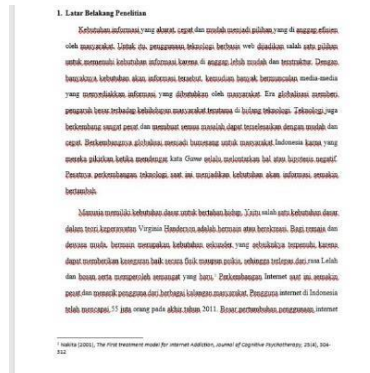 1. Latar Belakang Penelitian
Kebutuhan informasi yang akurat, cepat dan mudah menjadi pilihan yang di anggap efisien
oleh masyarakat. Untuk itu, penggunaan teknologi berbasis web dijadikan salah satu pilihan
untuk memenuhi kebutuhan informasi karena di anggap lebih mudah dan terstruktur. Dengan
banyaknya kebutuhan akan informasi tersebut, kemudian banyak bermunculan media-media
yang menyediakkan informasi yang dibutuhkan oleh masyarakat. Era globalisasi memberi
pengaruh besar terhadap kehidupan masyarakat terutama di bidang teknologi. Teknologi juga
berkembang sangat pesat dan membuat semua masalah dapat terselesaikan dengan mudah dan
cepat. Berkembangnya globalisasi menjadi bumerang untuk masyarakat Indonesia karna yang
mereka pikirkan ketika mendengar kata Game selalu melontarkan hal atau hipotesis negatif.
Pesatnya perkembangan teknologi saat ini menjadikan kebutuhan akan informasi semakin
bertambah.
Manusia memiliki kebutuhan dasar untuk bertahan hidup. Yaitu salah satu kebutuhan dasar
dalam teori keperawatan Virginia Henderson adalah bermain atau berekreasi. Bagi remaja dan
dewasa muda, bermain merupakan kebutuhan sekunder yang sebaiknya terpenuhi karena
dapat memberikan kesegaran baik secara fisik maupun psikis, sehingga terlepas dari rasa Lelah
dan bosan serta memperoleh semangat yang baru.¹ Perkembangan Internet saat ini semakin
pesat dan menarik pengguna dari berbagai kalangan masyarakat. Pengguna internet di Indonesia
telah mencapai 55 juta orang pada akhir tahun 2011. Besar pertumbuhan penggunaan internet
¹ Nakita (2001), The First treatment model for internet Addiction, Journal of Cognitive Psychotherapy, 25(4), 304-
312